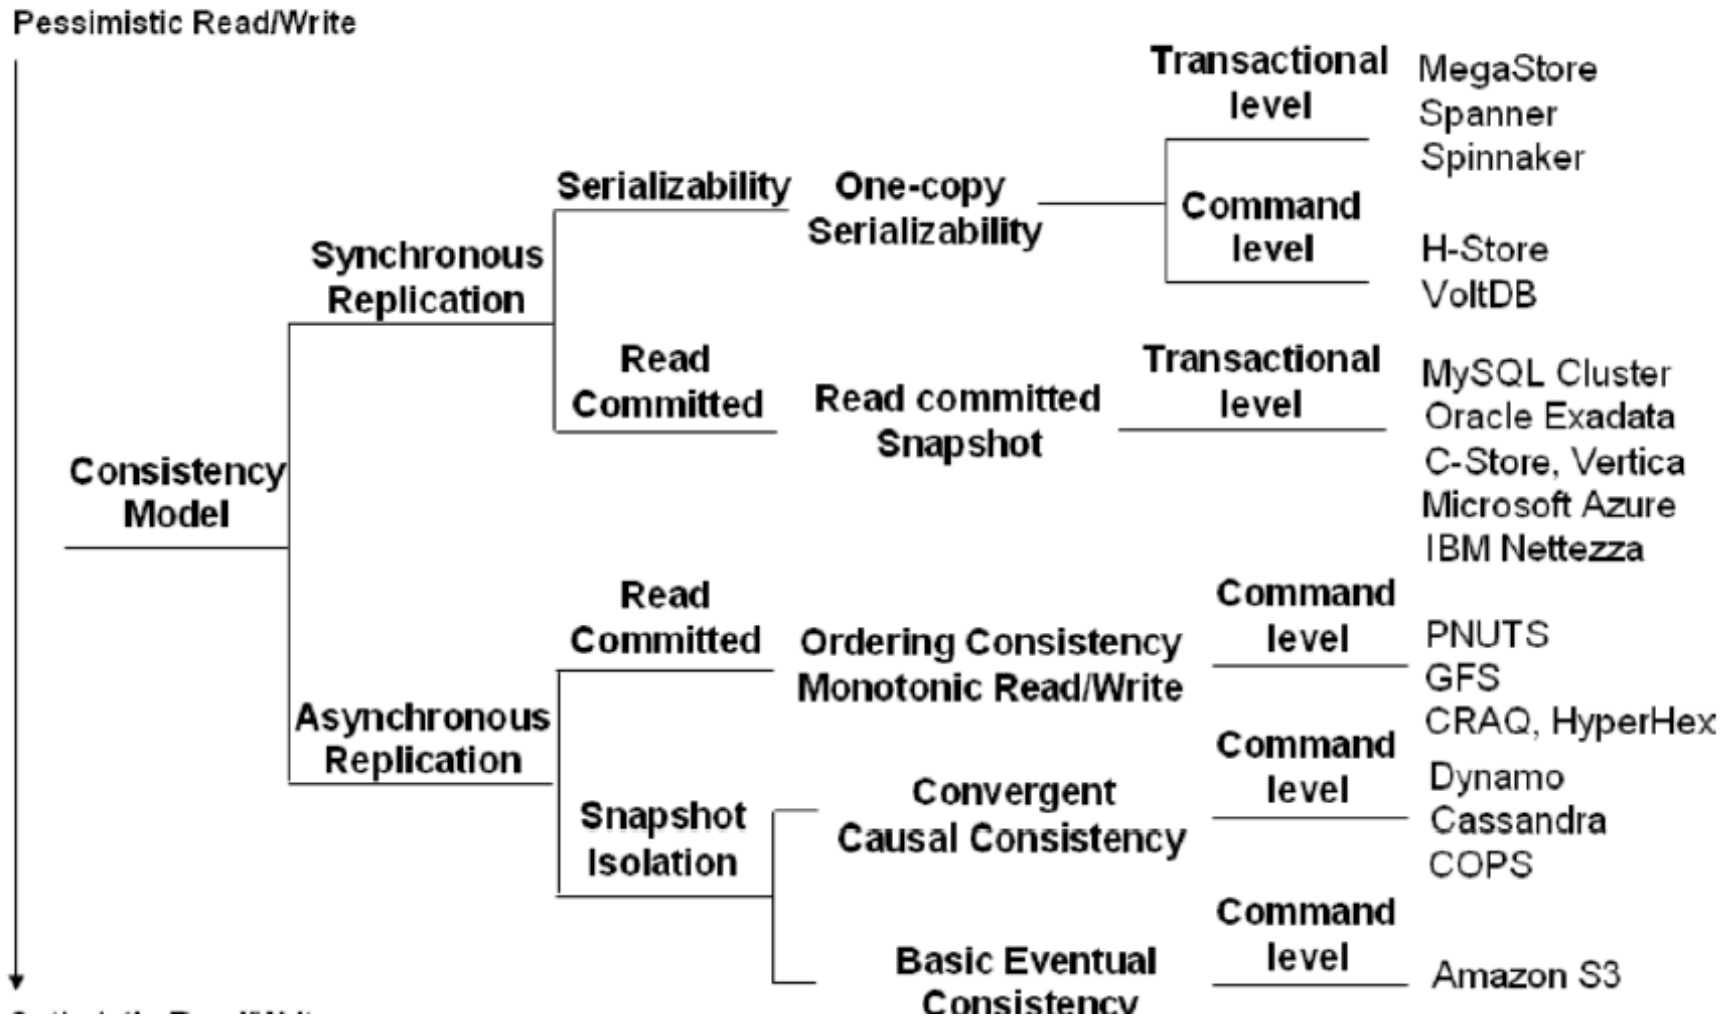 Pessimistic Read/Write
Transactional
level
MegaStore
Spanner
Spinnaker
Serializability
One-copy
Serializability
Command
level
H-Store
VoltDB
Synchronous
Replication
Read
Committed
Read committed
Snapshot
Transactional
level
MySQL Cluster
Oracle Exadata
C-Store, Vertica
Microsoft Azure
IBM Nettezza
Consistency
Model
Read
Committed
Ordering Consistency
Monotonic Read/Write
Command
level
PNUTS
GFS
CRAQ, HyperHex
Asynchronous
Replication
Snapshot
Isolation
Convergent
Causal Consistency
Command
level
Dynamo
Cassandra
COPS
Basic Eventual
Consistency
Command
level
Amazon S3
Read/Write